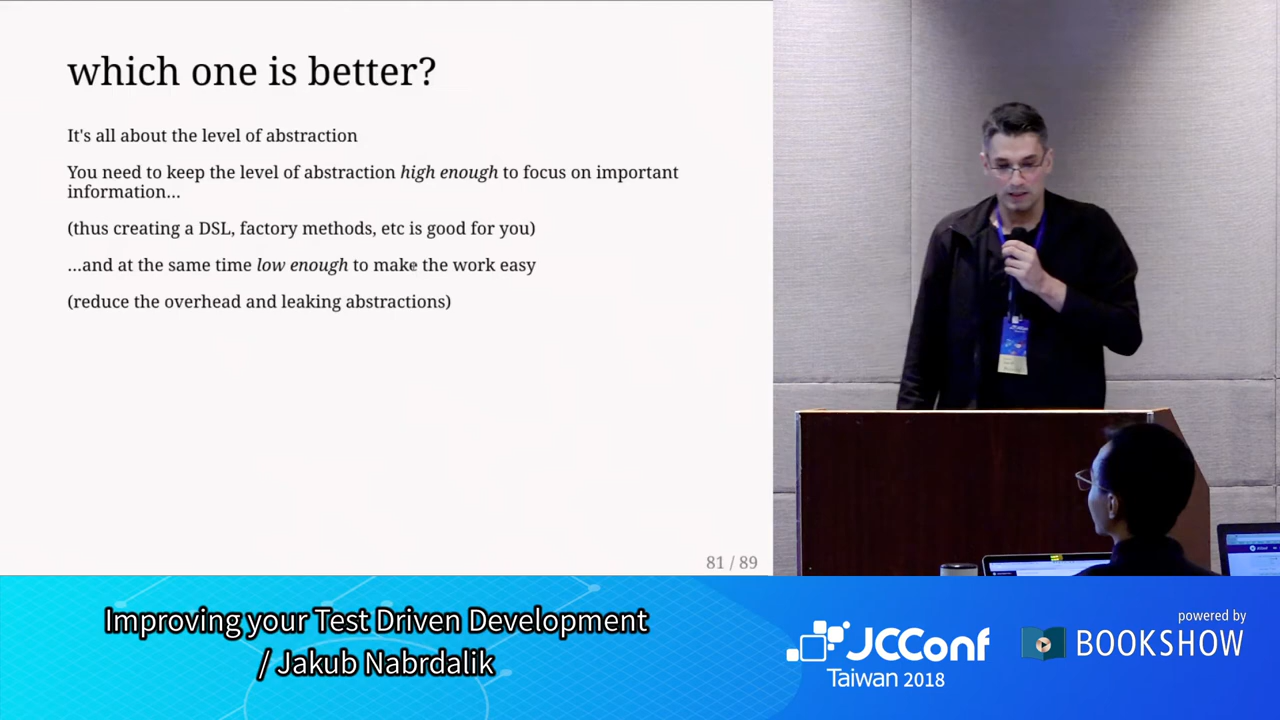 which one is better?
It's all about the level of abstraction
You need to keep the level of abstraction high enough to focus on important
information…
(thus creating a DSL, factory methods, etc is good for you)
…and at the same time low enough to make the work easy
(reduce the overhead and leaking abstractions)
81 / 89
Improving your Test Driven Development
/ Jakub Nabrdalik
JCConf
Taiwan 2018
powered by
BOOKSHOW